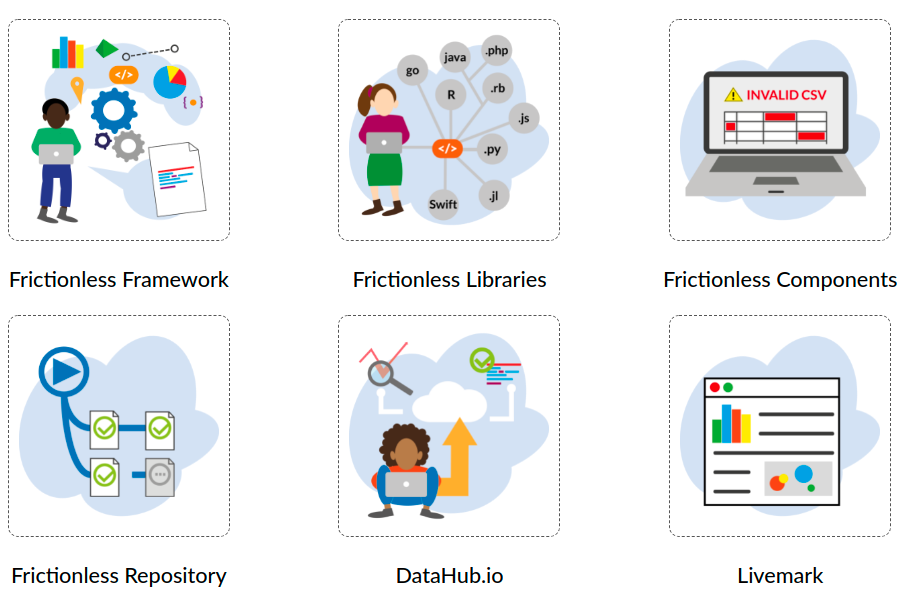 </>
{ • }
Frictionless Framework
go
java
.php
R
.rb
.js
</>
.py
Swift
.jl
Frictionless Libraries
INVALID CSV
Frictionless Components
Frictionless Repository
DataHub.io
Livemark